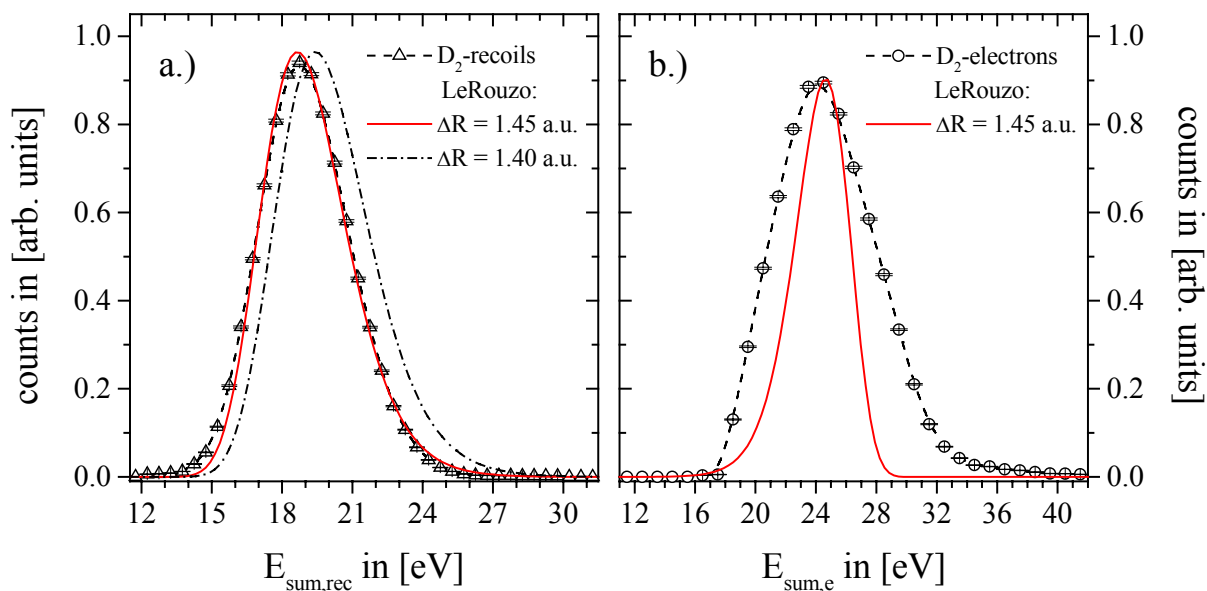 a.)
D2-recoils
LeRouzo:
ΔR = 1.45 a.u.
ΔR = 1.40 a.u.
1.0
0.8
0.6
0.4
0.2
0.0
counts in [arb. units]
12 15 18 21 24 27 30
E_sum,rec in [eV]
b.)
D2-electrons
LeRouzo:
ΔR = 1.45 a.u.
1.0
0.8
0.6
0.4
0.2
0.0
counts in [arb. units]
12 16 20 24 28 32 36 40
E_sum,e in [eV]